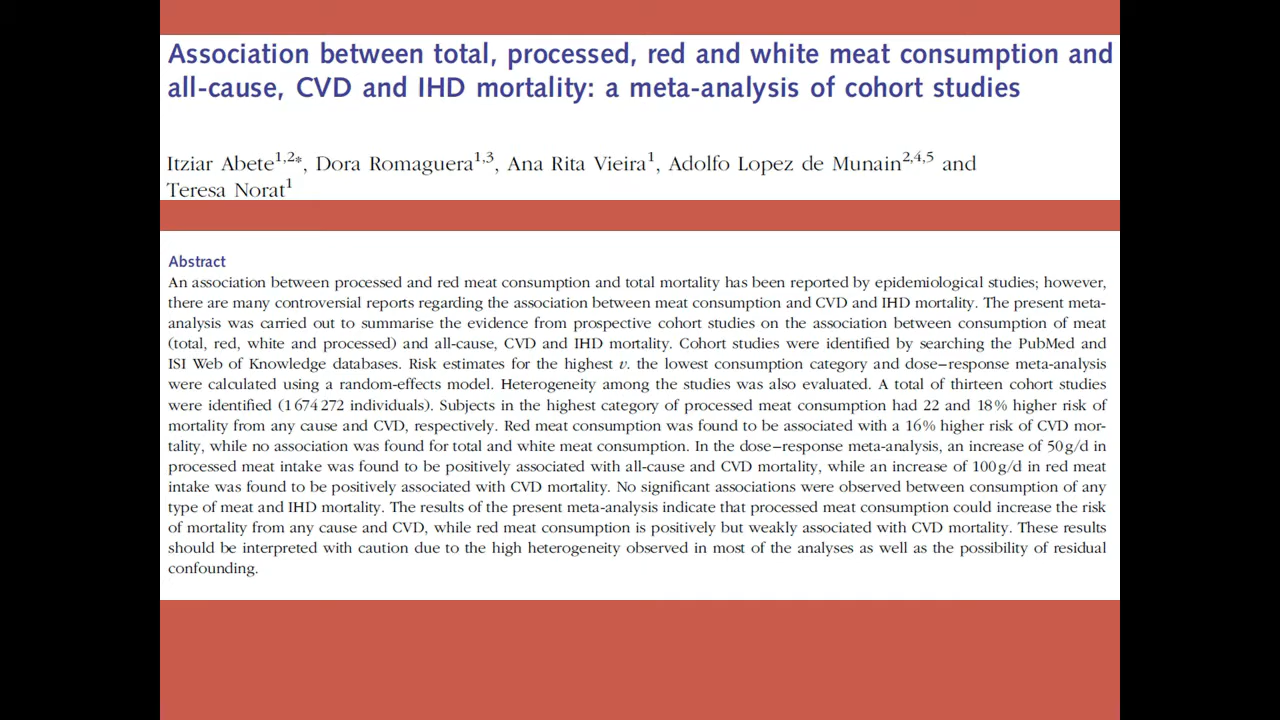 Association between total, processed, red and white meat consumption and
all-cause, CVD and IHD mortality: a meta-analysis of cohort studies
Itziar Abete1,2*, Dora Romaguera1,3, Ana Rita Vieira1, Adolfo Lopez de Munain2,4,5 and
Teresa Norat1
Abstract
An association between processed and red meat consumption and total mortality has been reported by epidemiological studies; however,
there are many controversial reports regarding the association between meat consumption and CVD and IHD mortality. The present meta-
analysis was carried out to summarise the evidence from prospective cohort studies on the association between consumption of meat
(total, red, white and processed) and all-cause, CVD and IHD mortality. Cohort studies were identified by searching the PubMed and
ISI Web of Knowledge databases. Risk estimates for the highest v. the lowest consumption category and dose–response meta-analysis
were calculated using a random-effects model. Heterogeneity among the studies was also evaluated. A total of thirteen cohort studies
were identified (1 674 272 individuals). Subjects in the highest category of processed meat consumption had 22 and 18 % higher risk of
mortality from any cause and CVD, respectively. Red meat consumption was found to be associated with a 16 % higher risk of CVD mor-
tality, while no association was found for total and white meat consumption. In the dose–response meta-analysis, an increase of 50 g/d in
processed meat intake was found to be positively associated with all-cause and CVD mortality, while an increase of 100 g/d in red meat
intake was found to be positively associated with CVD mortality. No significant associations were observed between consumption of any
type of meat and IHD mortality. The results of the present meta-analysis indicate that processed meat consumption could increase the risk
of mortality from any cause and CVD, while red meat consumption is positively but weakly associated with CVD mortality. These results
should be interpreted with caution due to the high heterogeneity observed in most of the analyses as well as the possibility of residual
confounding.